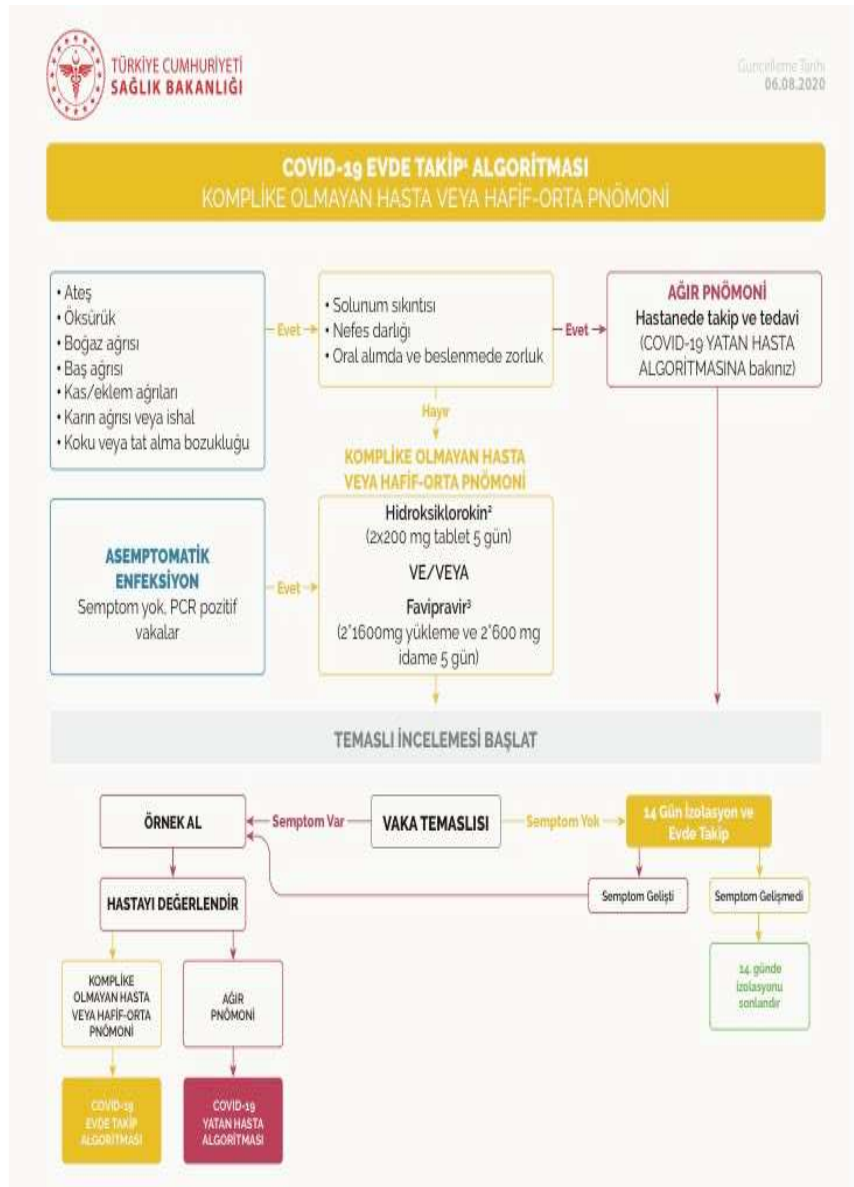 TÜRKİYE CUMHURİYETİ
SAĞLIK BAKANLIĞI
Güncelleme Tarihi
06.08.2020
COVID-19 EVDE TAKİP¹ ALGORİTMASI
KOMPLİKE OLMAYAN HASTA VEYA HAFİF-ORTA PNÖMONİ
• Ateş
• Öksürük
• Boğaz ağrısı
• Baş ağrısı
• Kas/eklem ağrıları
• Karın ağrısı veya ishal
• Koku veya tat alma bozukluğu
Evet
• Solunum sıkıntısı
• Nefes darlığı
• Oral alımda ve beslenmede zorluk
Evet
AĞIR PNÖMONİ
Hastanede takip ve tedavi
(COVID-19 YATAN HASTA
ALGORİTMASINA bakınız)
Hayır
KOMPLİKE OLMAYAN HASTA
VEYA HAFİF-ORTA PNÖMONİ
ASEMPTOMATİK
ENFEKSİYON
Semptom yok, PCR pozitif
vakalar
Evet
Hidroksiklorokin²
(2x200 mg tablet 5 gün)
VE/VEYA
Favipravir³
(2*1600mg yükleme ve 2*600 mg
idame 5 gün)
TEMASLI İNCELEMESİ BAŞLAT
ÖRNEK AL
Semptom Var
VAKA TEMASLISI
Semptom Yok
14 Gün İzolasyon ve
Evde Takip
HASTAYI DEĞERLENDİR
Semptom Gelişti
Semptom Gelişmedi
KOMPLİKE
OLMAYAN HASTA
VEYA HAFİF-ORTA
PNÖMONİ
AĞIR
PNÖMONİ
14. günde
izolasyonu
sonlandır
COVID-19
EVDE TAKİP
ALGORİTMASI
COVID-19
YATAN HASTA
ALGORİTMASI